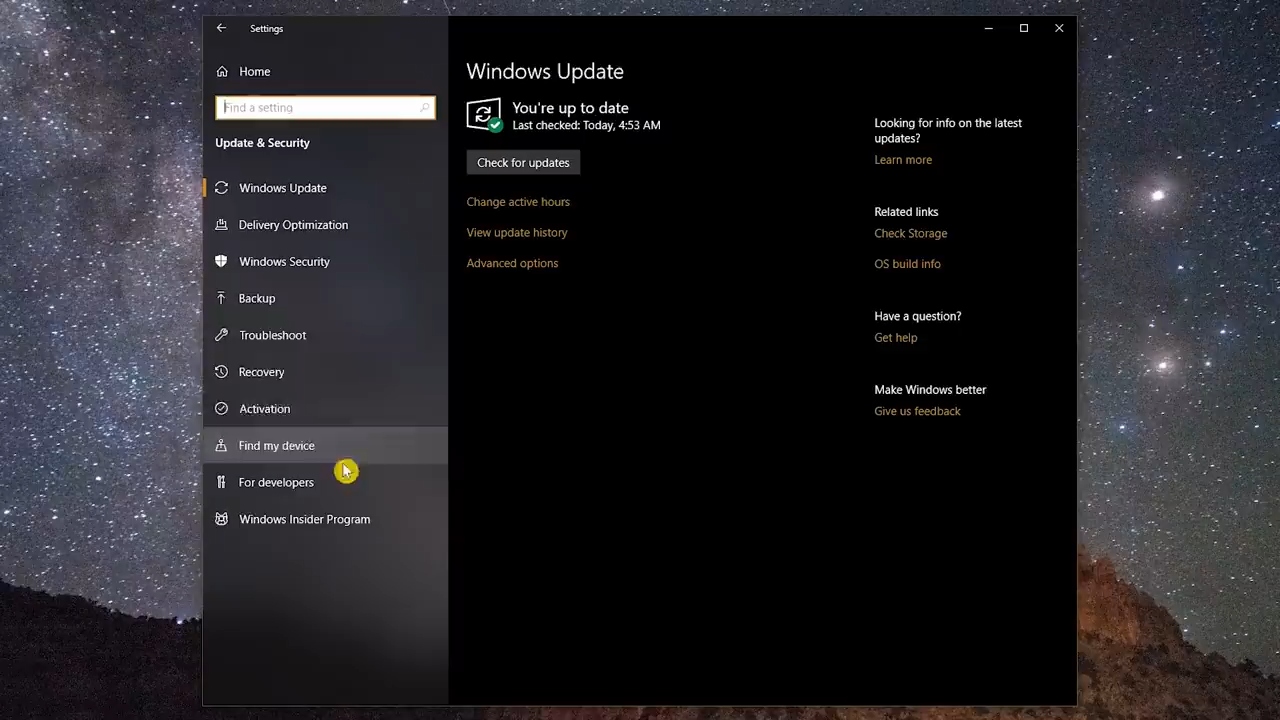 Settings
Home
Find a setting
Update & Security
Windows Update
Delivery Optimization
Windows Security
Backup
Troubleshoot
Recovery
Activation
Find my device
For developers
Windows Insider Program
Windows Update
You're up to date
Last checked: Today, 4:53 AM
Check for updates
Change active hours
View update history
Advanced options
Looking for info on the latest
updates?
Learn more
Related links
Check Storage
OS build info
Have a question?
Get help
Make Windows better
Give us feedback